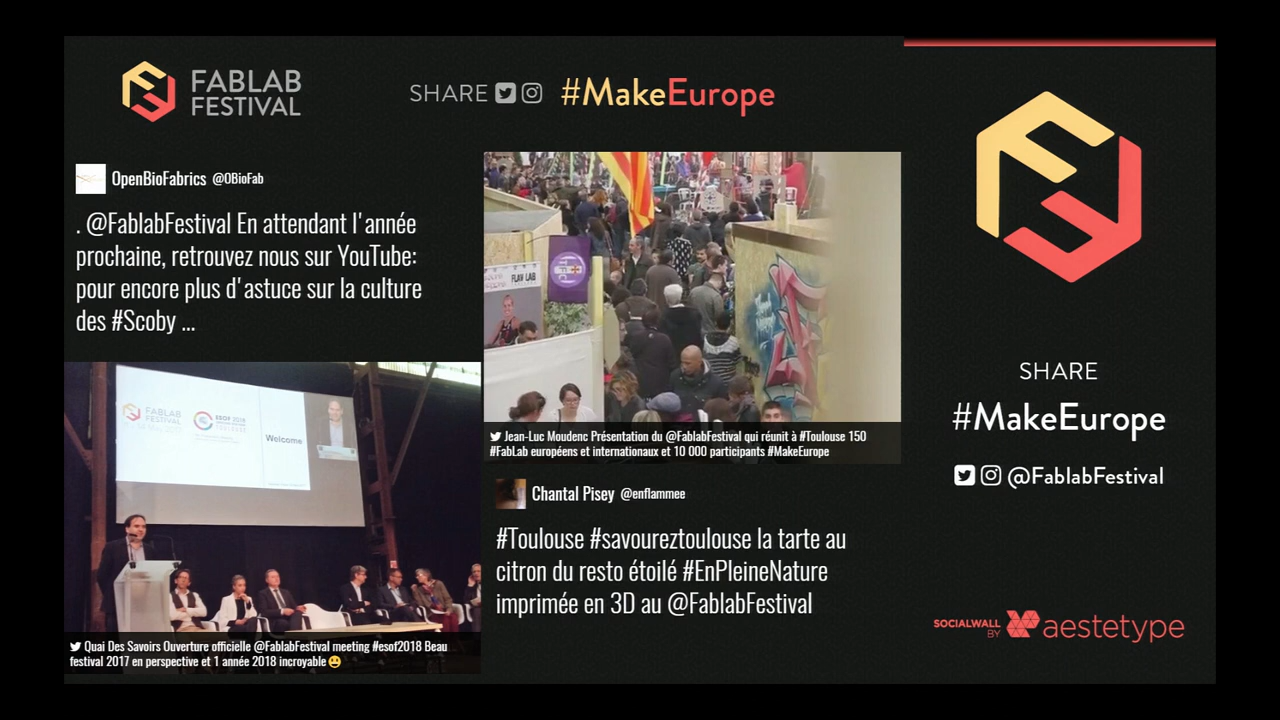 FABLAB
FESTIVAL
SHARE #MakeEurope
OpenBioFabrics @OBioFab
. @FablabFestival En attendant l'année
prochaine, retrouvez nous sur YouTube:
pour encore plus d'astuce sur la culture
des #Scoby ...
FABLAB
FESTIVAL
ESOF 2018
TOULOUSE
Welcome
Quai Des Savoirs Ouverture officielle @FablabFestival meeting #esof2018 Beau
festival 2017 en perspective et 1 année 2018 incroyable😀
FLAV LAB
Jean-Luc Moudenc Présentation du @FablabFestival qui réunit à #Toulouse 150
#FabLab européens et internationaux et 10 000 participants #MakeEurope
Chantal Pisey @enflammee
#Toulouse #savoureztoulouse la tarte au
citron du resto étoilé #EnPleineNature
imprimée en 3D au @FablabFestival
SHARE
#MakeEurope
@FablabFestival
SOCIALWALL
BY
aestetype